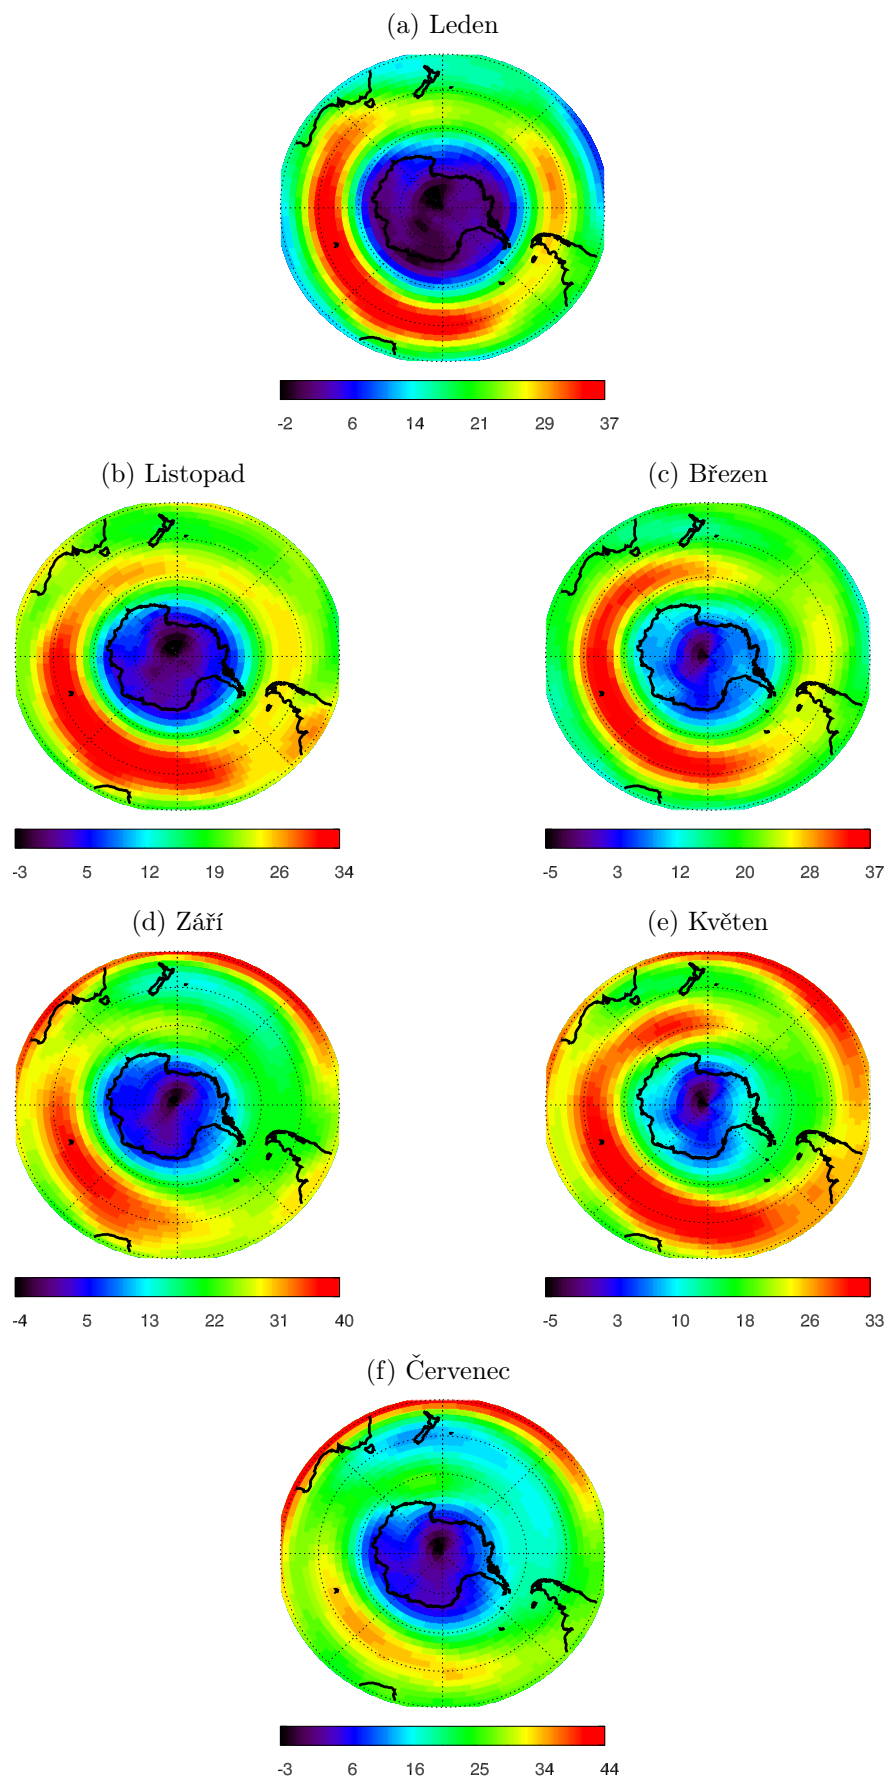 (a) Leden
-2 6 14 21 29 37
(b) Listopad
(c) Březen
-3 5 12 19 26 34
-5 3 12 20 28 37
(d) Září
(e) Květen
-4 5 13 22 31 40
-5 3 10 18 26 33
(f) Červenec
-3 6 16 25 34 44